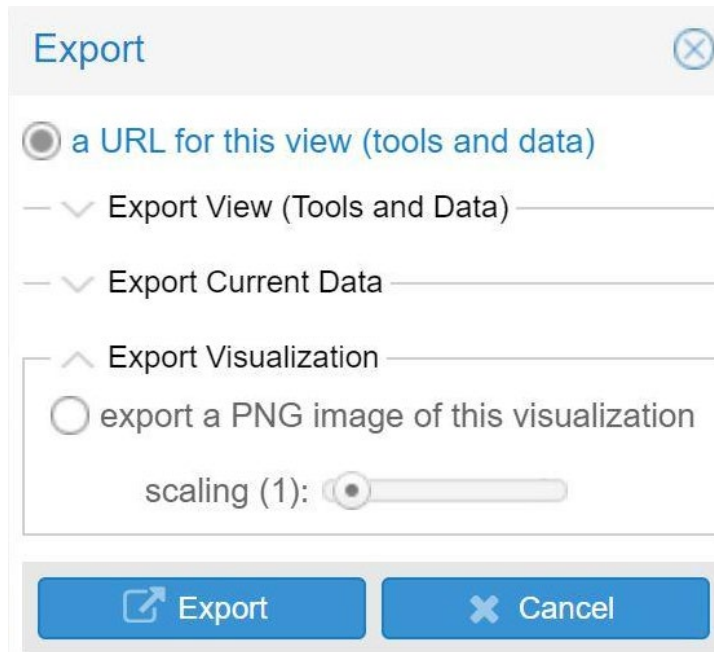 Export
a URL for this view (tools and data)
Export View (Tools and Data)
Export Current Data
Export Visualization
export a PNG image of this visualization
scaling (1):
Export
Cancel